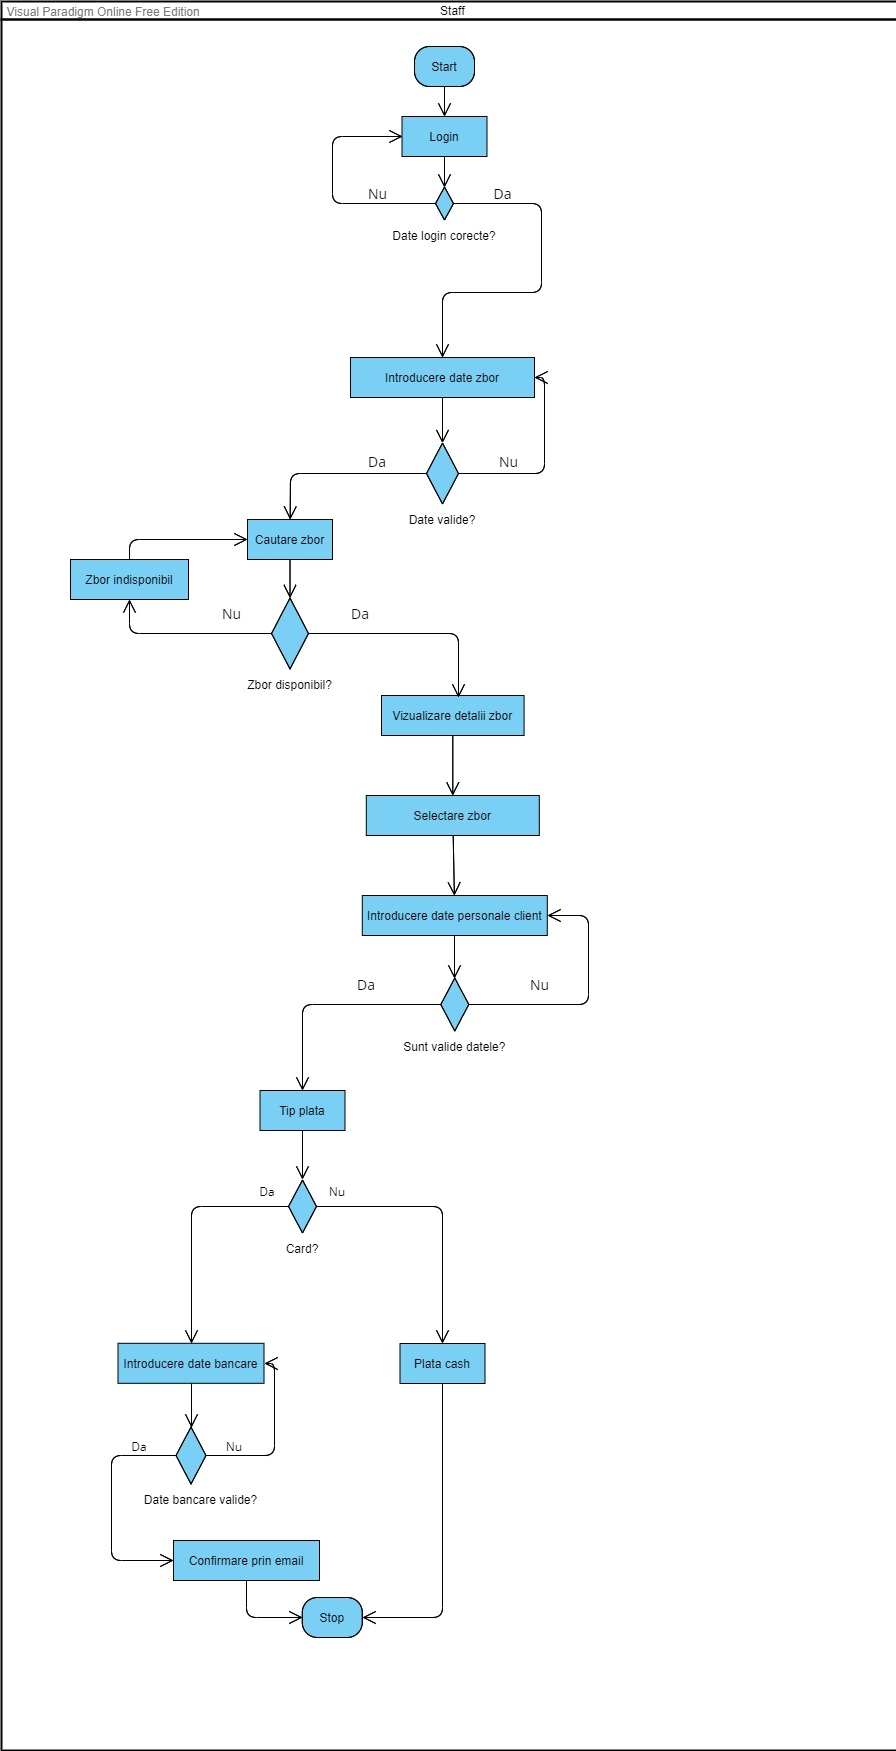 Visual Paradigm Online Free Edition
Staff
Start
Login
Nu
Da
Date login corecte?
Introducere date zbor
Da
Nu
Date valide?
Cautare zbor
Zbor indisponibil
Nu
Da
Zbor disponibil?
Vizualizare detalii zbor
Selectare zbor
Introducere date personale client
Da
Nu
Sunt valide datele?
Tip plata
Da
Nu
Card?
Introducere date bancare
Plata cash
Da
Nu
Date bancare valide?
Confirmare prin email
Stop